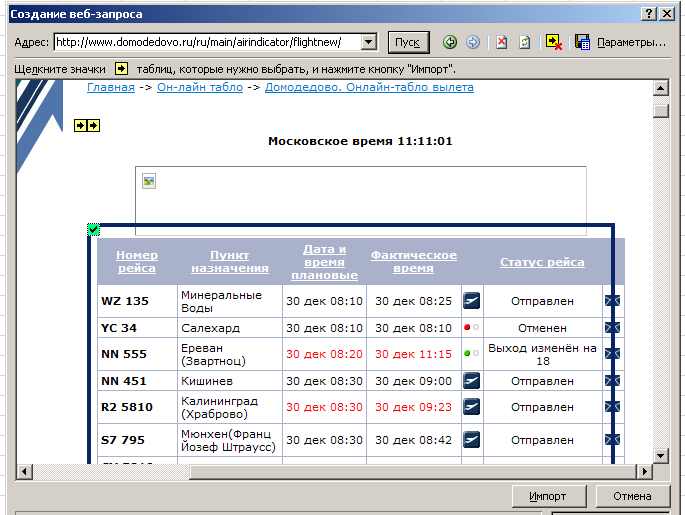 Создание веб-запроса
Адрес: http://www.domodedovo.ru/ru/main/airindicator/flightnew/ Пуск Параметры...
Щелкните значки таблиц, которые нужно выбрать, и нажмите кнопку "Импорт".
Главная -> Он-лайн табло -> Домодедово. Онлайн-табло вылета
Московское время 11:11:01
Номер рейса Пункт назначения Дата и время плановые Фактическое время Статус рейса
WZ 135 Минеральные Воды 30 дек 08:10 30 дек 08:25 Отправлен
YC 34 Салехард 30 дек 08:10 30 дек 08:10 Отменен
NN 555 Ереван (Звартноц) 30 дек 08:20 30 дек 11:15 Выход изменён на 18
NN 451 Кишинев 30 дек 08:30 30 дек 09:00 Отправлен
R2 5810 Калининград (Храброво) 30 дек 08:30 30 дек 09:23 Отправлен
S7 795 Мюнхен(Франц Йозеф Штраусс) 30 дек 08:30 30 дек 08:42 Отправлен
Импорт Отмена